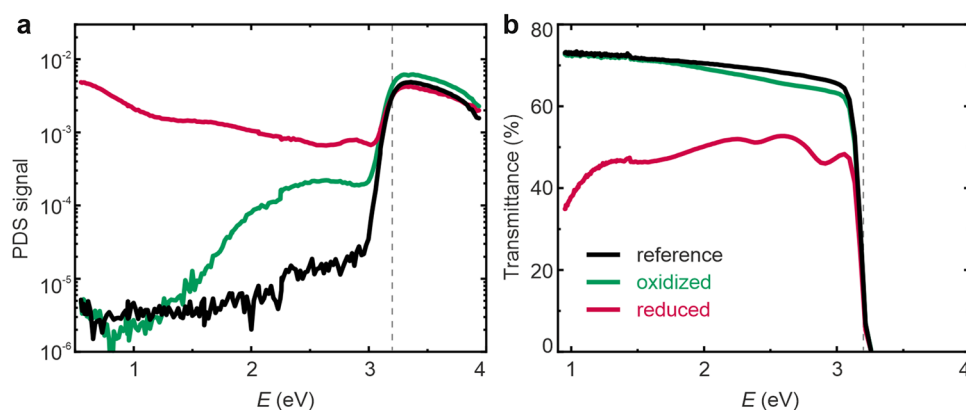 a
PDS signal
10⁻²
10⁻³
10⁻⁴
10⁻⁵
10⁻⁶
1
2
3
4
E (eV)
b
Transmittance (%)
80
60
40
20
0
reference
oxidized
reduced
1
2
3
4
E (eV)